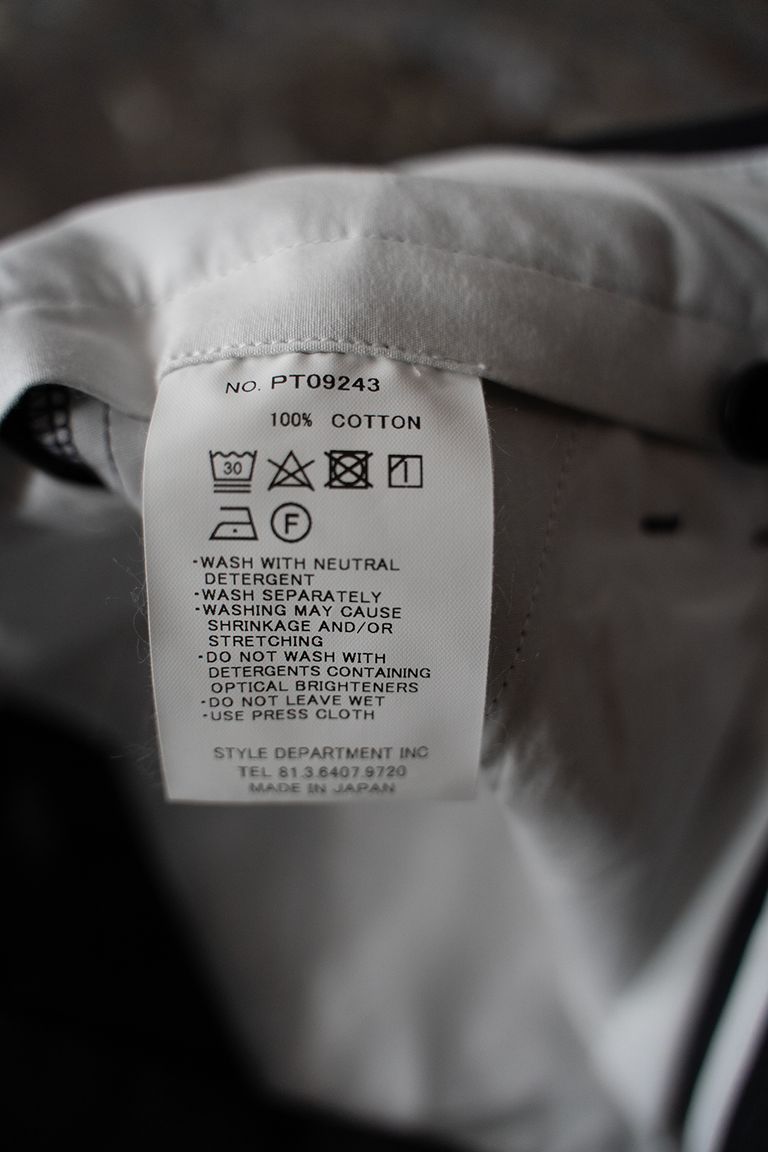 NO. PT09243
100% COTTON
30
F
-WASH WITH NEUTRAL
DETERGENT
-WASH SEPARATELY
-WASHING MAY CAUSE
SHRINKAGE AND/OR
STRETCHING
-DO NOT WASH WITH
DETERGENTS CONTAINING
OPTICAL BRIGHTENERS
-DO NOT LEAVE WET
-USE PRESS CLOTH
STYLE DEPARTMENT INC
TEL 81.3.6407.9720
MADE IN JAPAN